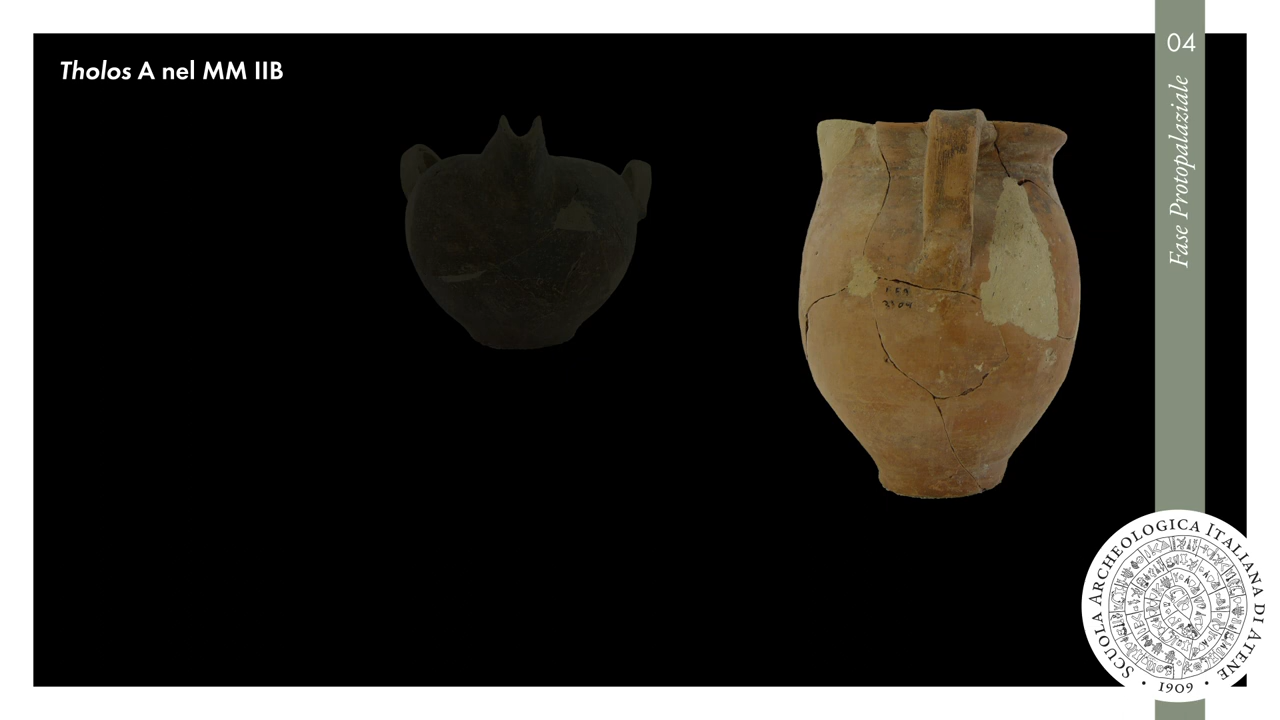 Tholos A nel MM IIB
04
Fase Protopalaziale
SCUOLA ARCHEOLOGICA ITALIANA DI ATENE
• 1909 •